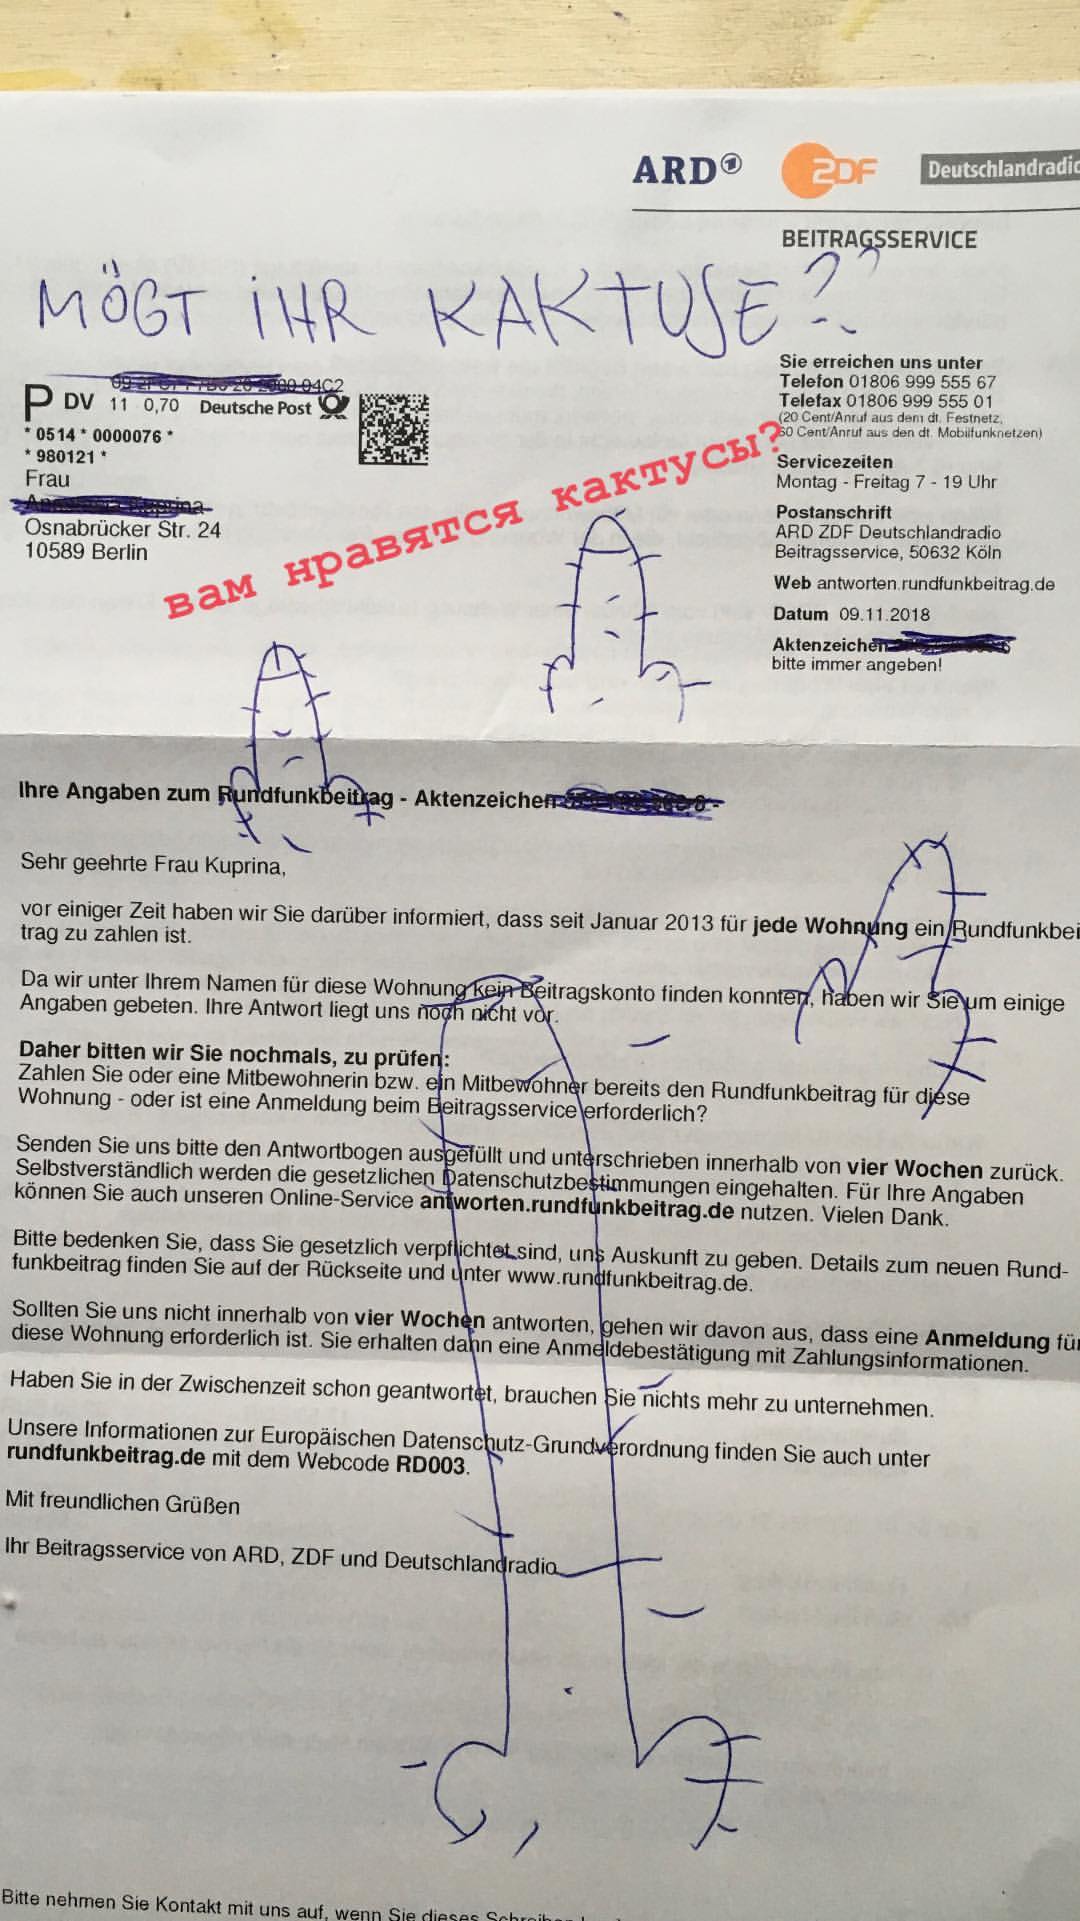 ARD ZDF Deutschlandradio
BEITRAGSSERVICE
MÖGT IHR KAKTUSE??
Sie erreichen uns unter
Telefon 01806 999 555 67
Telefax 01806 999 555 01
(20 Cent/Anruf aus dem dt. Festnetz,
60 Cent/Anruf aus den dt. Mobilfunknetzen)
Servicezeiten
Montag - Freitag 7 - 19 Uhr
Postanschrift
ARD ZDF Deutschlandradio
Beitragsservice, 50632 Köln
Web antworten.rundfunkbeitrag.de
Datum 09.11.2018
Aktenzeichen
bitte immer angeben!
04C2
P DV 11 0,70 Deutsche Post
* 0514 * 0000076 *
* 980121 *
Frau
Osnabrücker Str. 24
10589 Berlin
вам нравятся кактусы?
Ihre Angaben zum Rundfunkbeitrag - Aktenzeichen
Sehr geehrte Frau Kuprina,
vor einiger Zeit haben wir Sie darüber informiert, dass seit Januar 2013 für jede Wohnung ein Rundfunkbei
trag zu zahlen ist.
Da wir unter Ihrem Namen für diese Wohnung kein Beitragskonto finden konnten, haben wir Sie um einige
Angaben gebeten. Ihre Antwort liegt uns noch nicht vor.
Daher bitten wir Sie nochmals, zu prüfen:
Zahlen Sie oder eine Mitbewohnerin bzw. ein Mitbewohner bereits den Rundfunkbeitrag für diese
Wohnung - oder ist eine Anmeldung beim Beitragsservice erforderlich?
Senden Sie uns bitte den Antwortbogen ausgefüllt und unterschrieben innerhalb von vier Wochen zurück.
Selbstverständlich werden die gesetzlichen Datenschutzbestimmungen eingehalten. Für Ihre Angaben
können Sie auch unseren Online-Service antworten.rundfunkbeitrag.de nutzen. Vielen Dank.
Bitte bedenken Sie, dass Sie gesetzlich verpflichtet sind, uns Auskunft zu geben. Details zum neuen Rund-
funkbeitrag finden Sie auf der Rückseite und unter www.rundfunkbeitrag.de.
Sollten Sie uns nicht innerhalb von vier Wochen antworten, gehen wir davon aus, dass eine Anmeldung für
diese Wohnung erforderlich ist. Sie erhalten dann eine Anmeldebestätigung mit Zahlungsinformationen.
Haben Sie in der Zwischenzeit schon geantwortet, brauchen Sie nichts mehr zu unternehmen.
Unsere Informationen zur Europäischen Datenschutz-Grundverordnung finden Sie auch unter
rundfunkbeitrag.de mit dem Webcode RD003.
Mit freundlichen Grüßen
Ihr Beitragsservice von ARD, ZDF und Deutschlandradio
Bitte nehmen Sie Kontakt mit uns auf, wenn Sie dieses